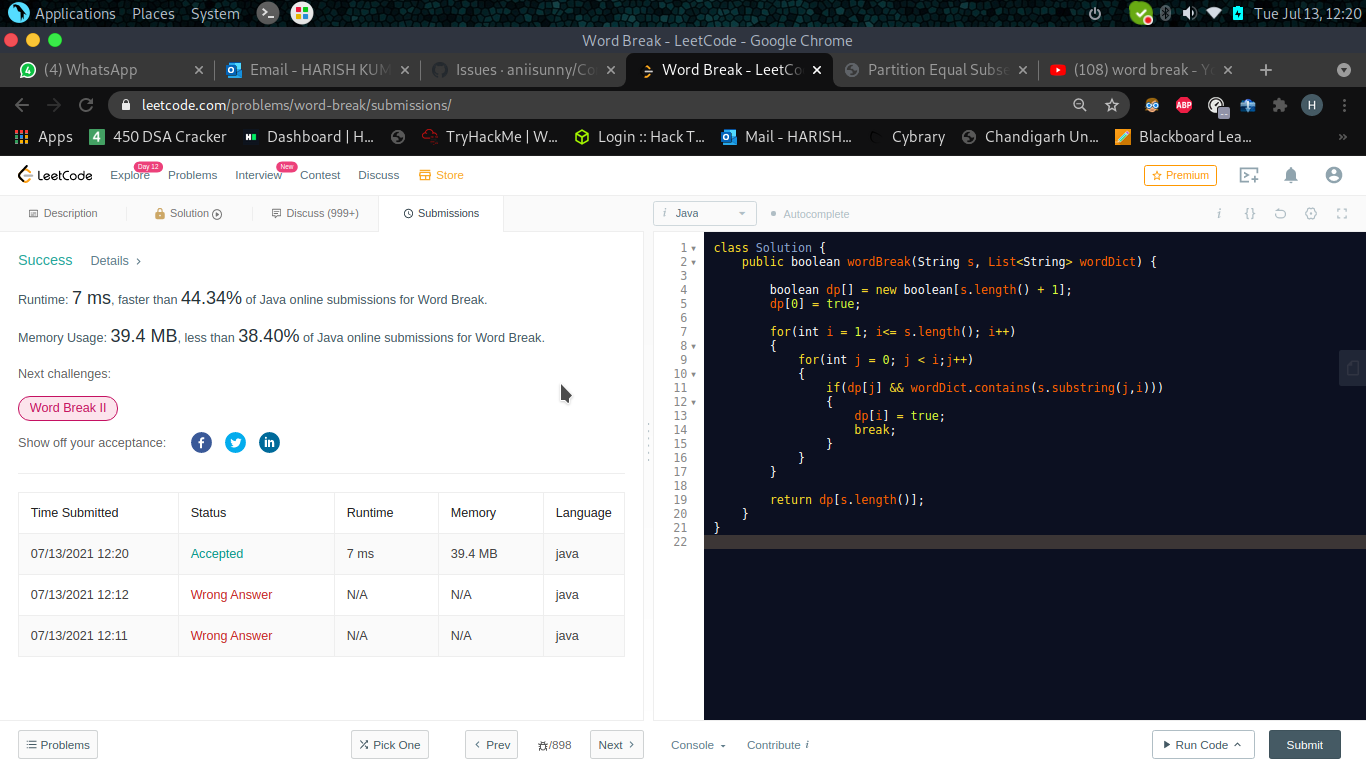 Applications Places System Tue Jul 13, 12:20
Word Break - LeetCode - Google Chrome
(4) WhatsApp Email - HARISH KUM Issues · aniisunny/Co Word Break - LeetCo Partition Equal Subse (108) word break - Y
leetcode.com/problems/word-break/submissions/ ABP H
Apps 4 450 DSA Cracker Dashboard | H... TryHackMe | W... Login :: Hack T... Mail - HARISH... Cybrary Chandigarh Un... Blackboard Lea... »
LeetCode Explore Day 12 Problems Interview New Contest Discuss Store Premium
Description Solution Discuss (999+) Submissions
i Java Autocomplete
Success Details >
Runtime: 7 ms, faster than 44.34% of Java online submissions for Word Break.
Memory Usage: 39.4 MB, less than 38.40% of Java online submissions for Word Break.
Next challenges:
Word Break II
Show off your acceptance:
Time Submitted Status Runtime Memory Language
07/13/2021 12:20 Accepted 7 ms 39.4 MB java
07/13/2021 12:12 Wrong Answer N/A N/A java
07/13/2021 12:11 Wrong Answer N/A N/A java
1 class Solution {
2 public boolean wordBreak(String s, List<String> wordDict) {
3
4 boolean dp[] = new boolean[s.length() + 1];
5 dp[0] = true;
6
7 for(int i = 1; i<= s.length(); i++)
8 {
9 for(int j = 0; j < i;j++)
10 {
11 if(dp[j] && wordDict.contains(s.substring(j,i)))
12 {
13 dp[i] = true;
14 break;
15 }
16 }
17 }
18
19 return dp[s.length()];
20 }
21 }
22
Problems Pick One < Prev /898 Next > Console Contribute i Run Code Submit